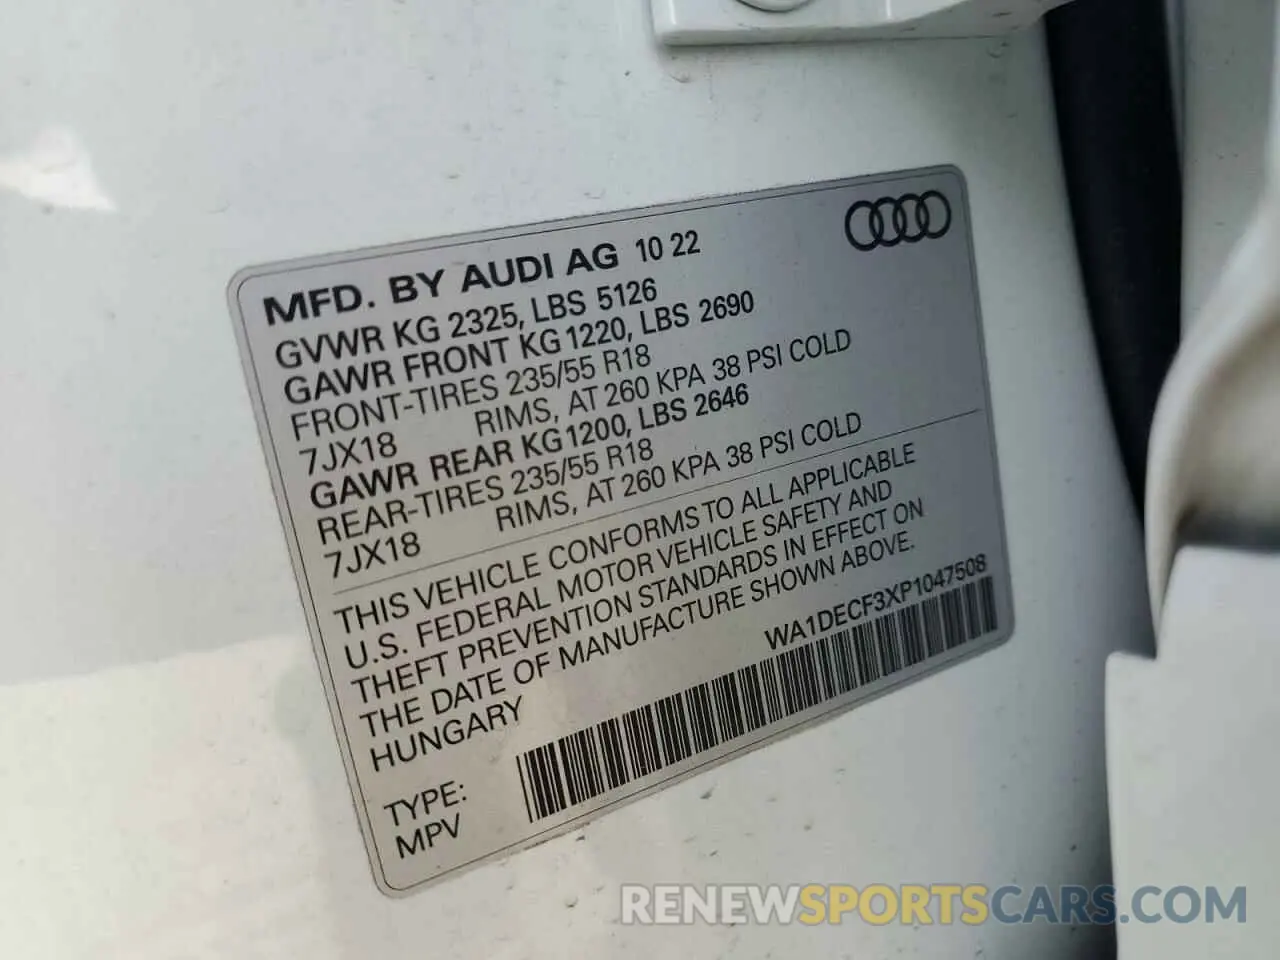 MFD. BY AUDI AG 10 22
GVWR KG 2325, LBS 5126
GAWR FRONT KG 1220, LBS 2690
FRONT-TIRES 235/55 R18
7JX18 RIMS, AT 260 KPA 38 PSI COLD
GAWR REAR KG 1200, LBS 2646
REAR-TIRES 235/55 R18
7JX18 RIMS, AT 260 KPA 38 PSI COLD
THIS VEHICLE CONFORMS TO ALL APPLICABLE
U.S. FEDERAL MOTOR VEHICLE SAFETY AND
THEFT PREVENTION STANDARDS IN EFFECT ON
THE DATE OF MANUFACTURE SHOWN ABOVE.
HUNGARY
WA1DECF3XP1047508
TYPE:
MPV
RENEWSPORTSCARS.COM